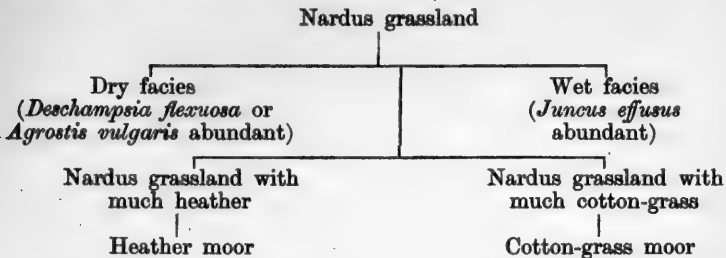 Nardus grassland
Dry facies
(Deschampsia flexuosa or
Agrostis vulgaris abundant)
Wet facies
(Juncus effusus
abundant)
Nardus grassland with
much heather
Nardus grassland with
much cotton-grass
Heather moor
Cotton-grass moor